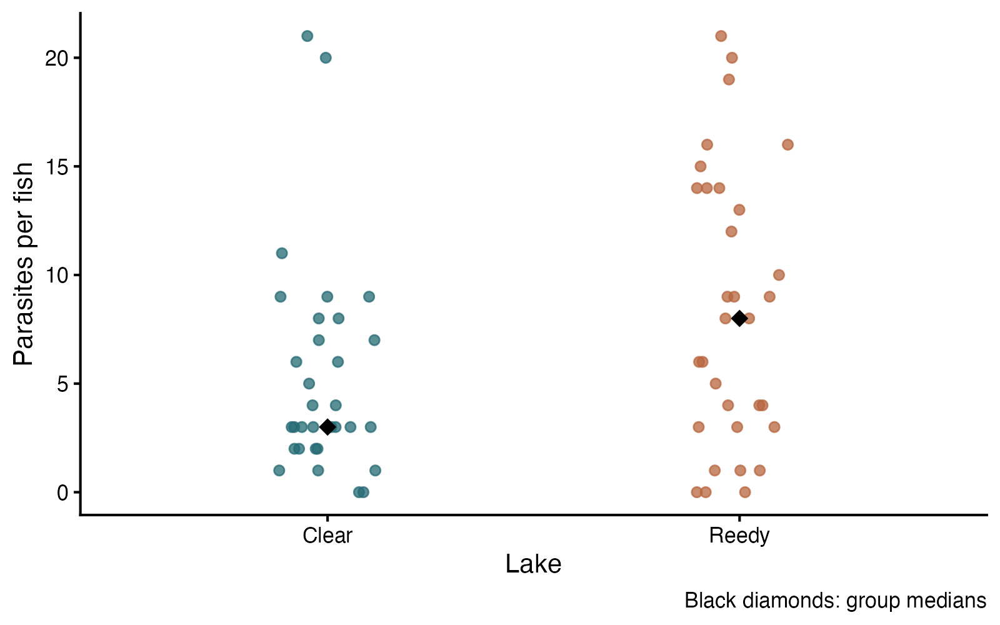 20
15
10
5
0
Parasites per fish
Clear
Reedy
Lake
Black diamonds: group medians